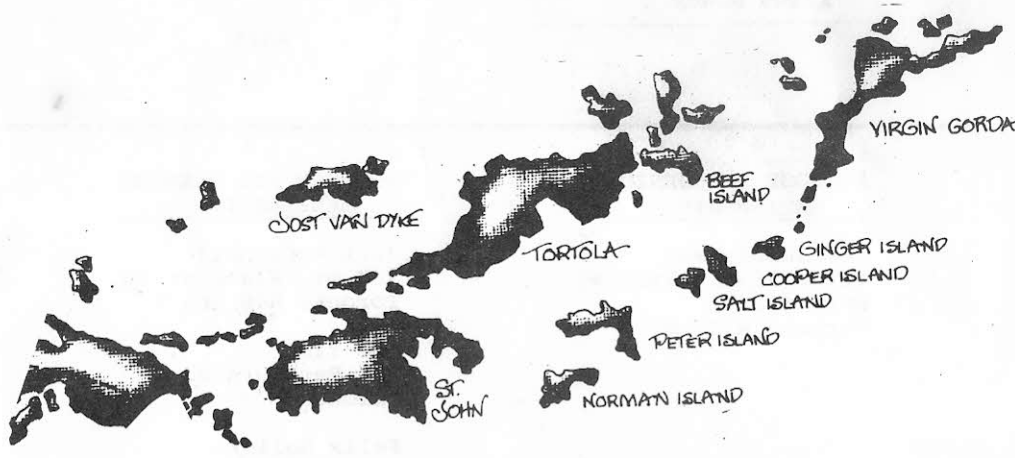 VIRGIN GORDA
BEEF
ISLAND
JOST VAN DYKE
TORTOLA
GINGER ISLAND
COOPER ISLAND
SALT ISLAND
PETER ISLAND
ST.
JOHN
NORMAN ISLAND